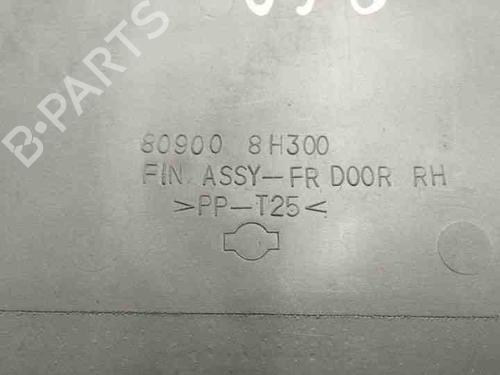 80900 8H300
FIN ASSY-FR DOOR RH
>PP-T25<
B-PARTS